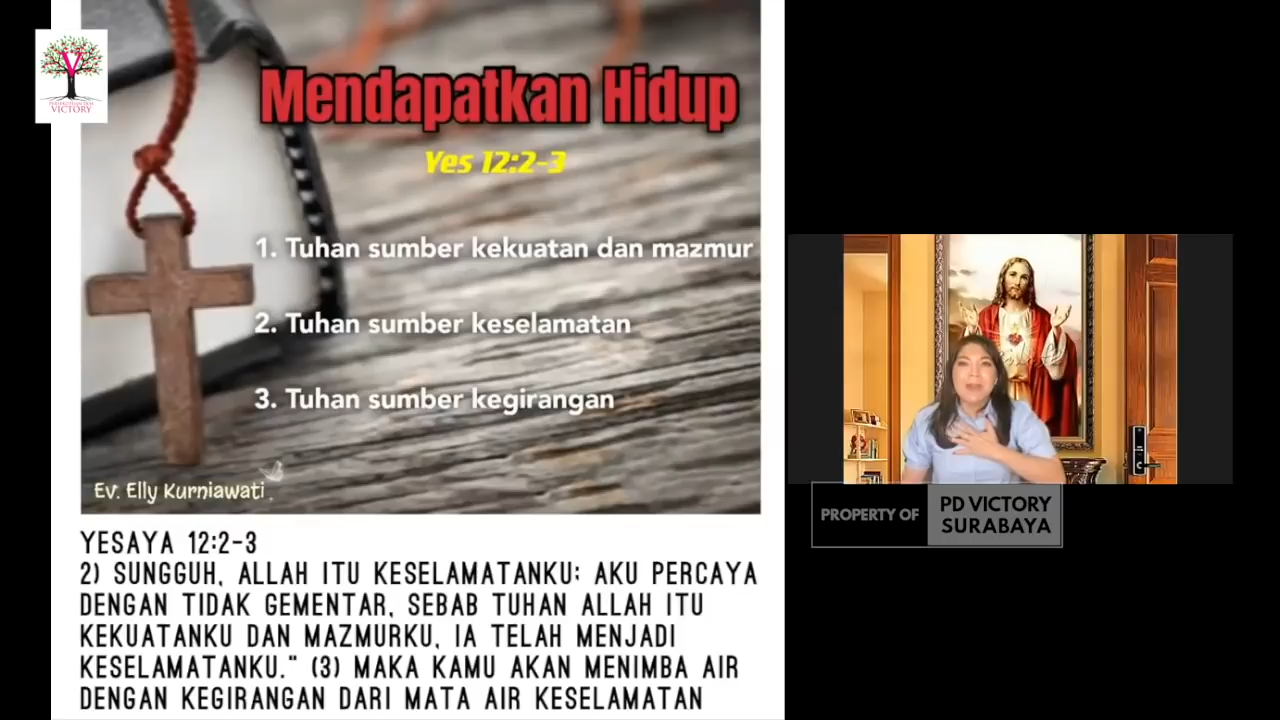 PERSEKUTUAN DOA
VICTORY
Mendapatkan Hidup
Yes 12:2-3
1. Tuhan sumber kekuatan dan mazmur
2. Tuhan sumber keselamatan
3. Tuhan sumber kegirangan
Ev. Elly Kurniawati
YESAYA 12:2-3
2) SUNGGUH, ALLAH ITU KESELAMATANKU; AKU PERCAYA
DENGAN TIDAK GEMENTAR, SEBAB TUHAN ALLAH ITU
KEKUATANKU DAN MAZMURKU, IA TELAH MENJADI
KESELAMATANKU." (3) MAKA KAMU AKAN MENIMBA AIR
DENGAN KEGIRANGAN DARI MATA AIR KESELAMATAN
PROPERTY OF
PD VICTORY
SURABAYA